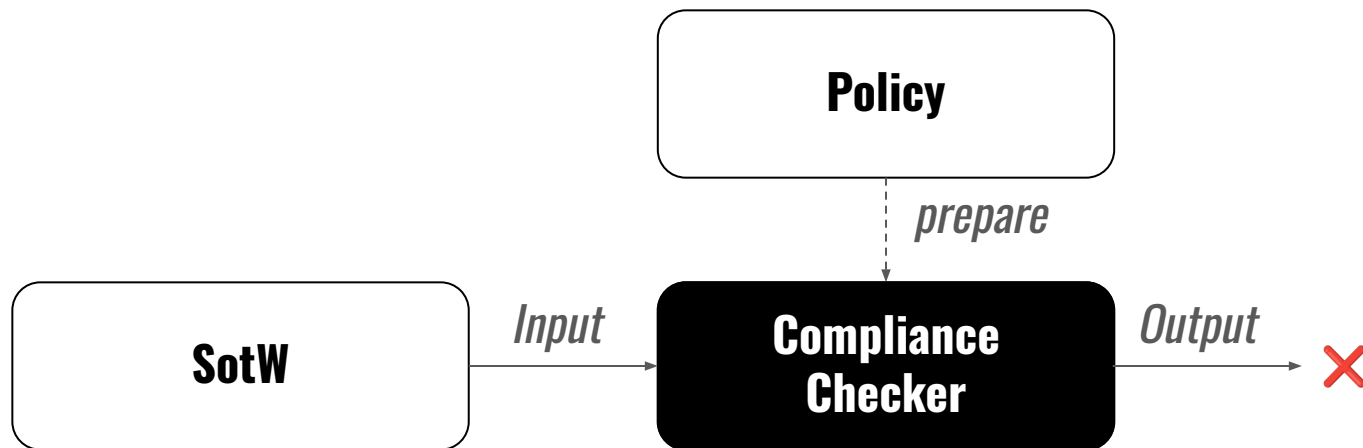 Policy
prepare
SotW
Input
Compliance
Checker
Output